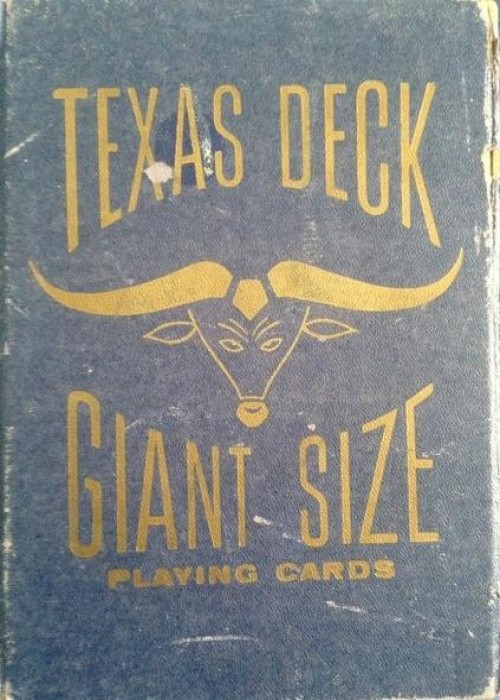 TEXAS DECK
GIANT SIZE
PLAYING CARDS